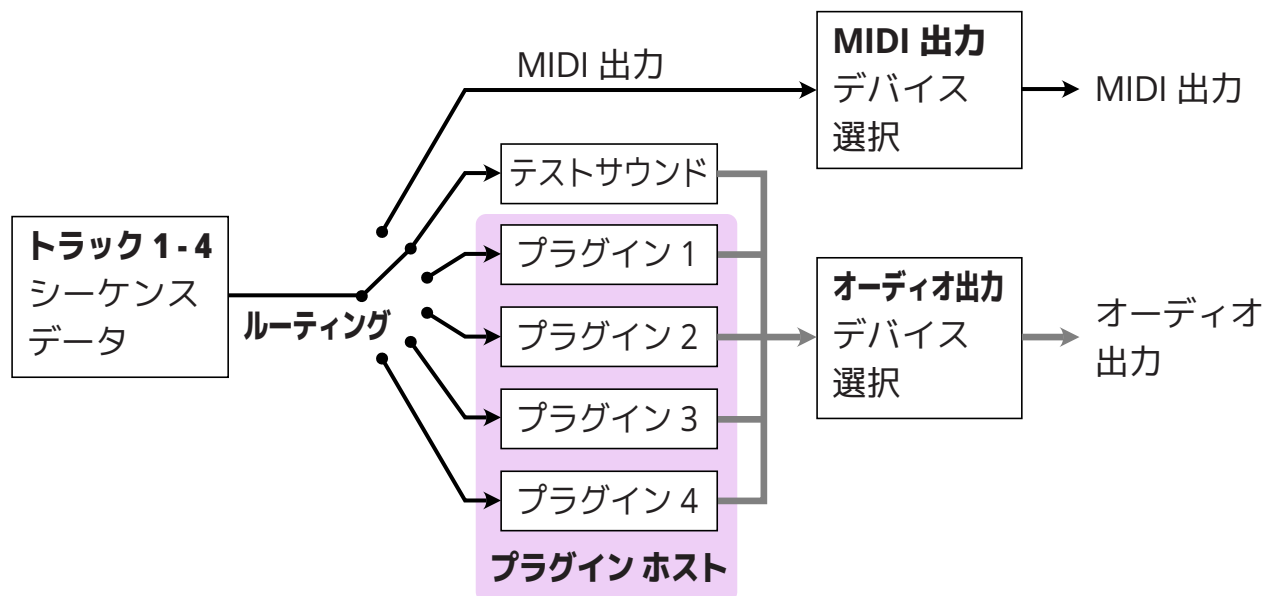 MIDI 出力
MIDI 出力
デバイス
選択
MIDI 出力
テストサウンド
トラック 1 - 4
シーケンス
データ
ルーティング
プラグイン 1
プラグイン 2
プラグイン 3
プラグイン 4
プラグイン ホスト
オーディオ出力
デバイス
選択
オーディオ
出力